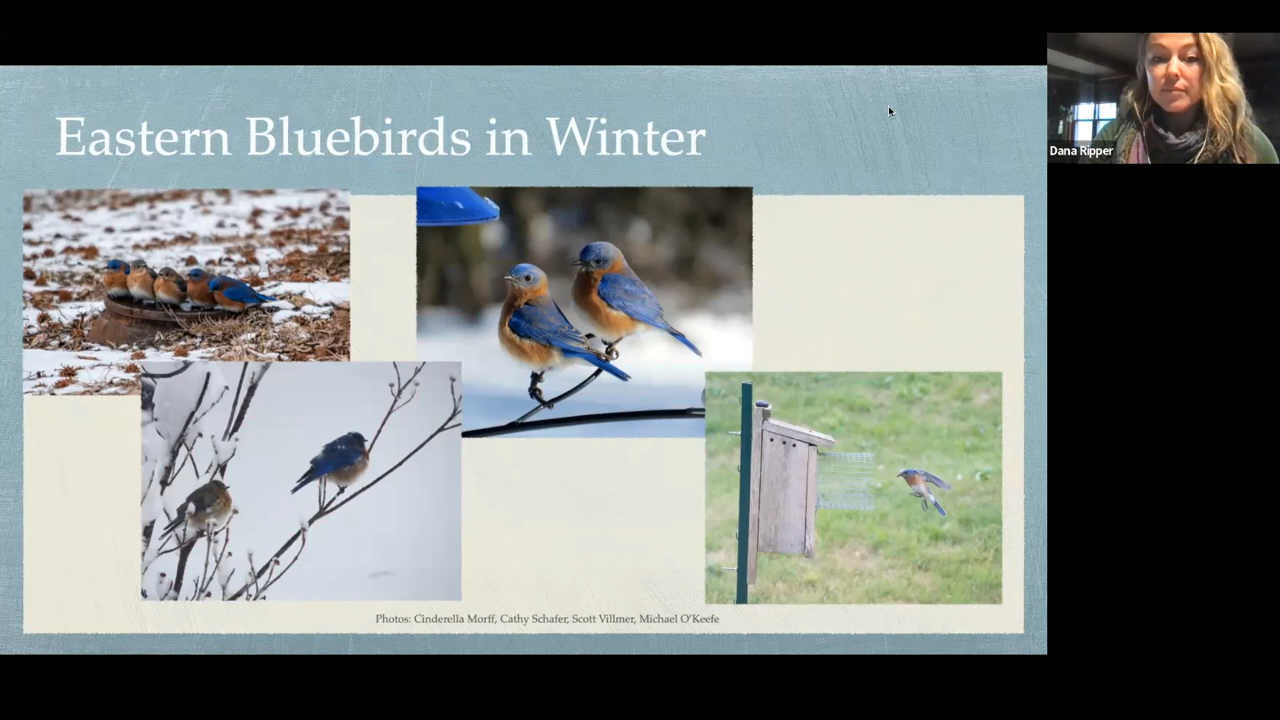 Eastern Bluebirds in Winter
Dana Ripper
Photos: Cinderella Morff, Cathy Schafer, Scott Villmer, Michael O'Keefe